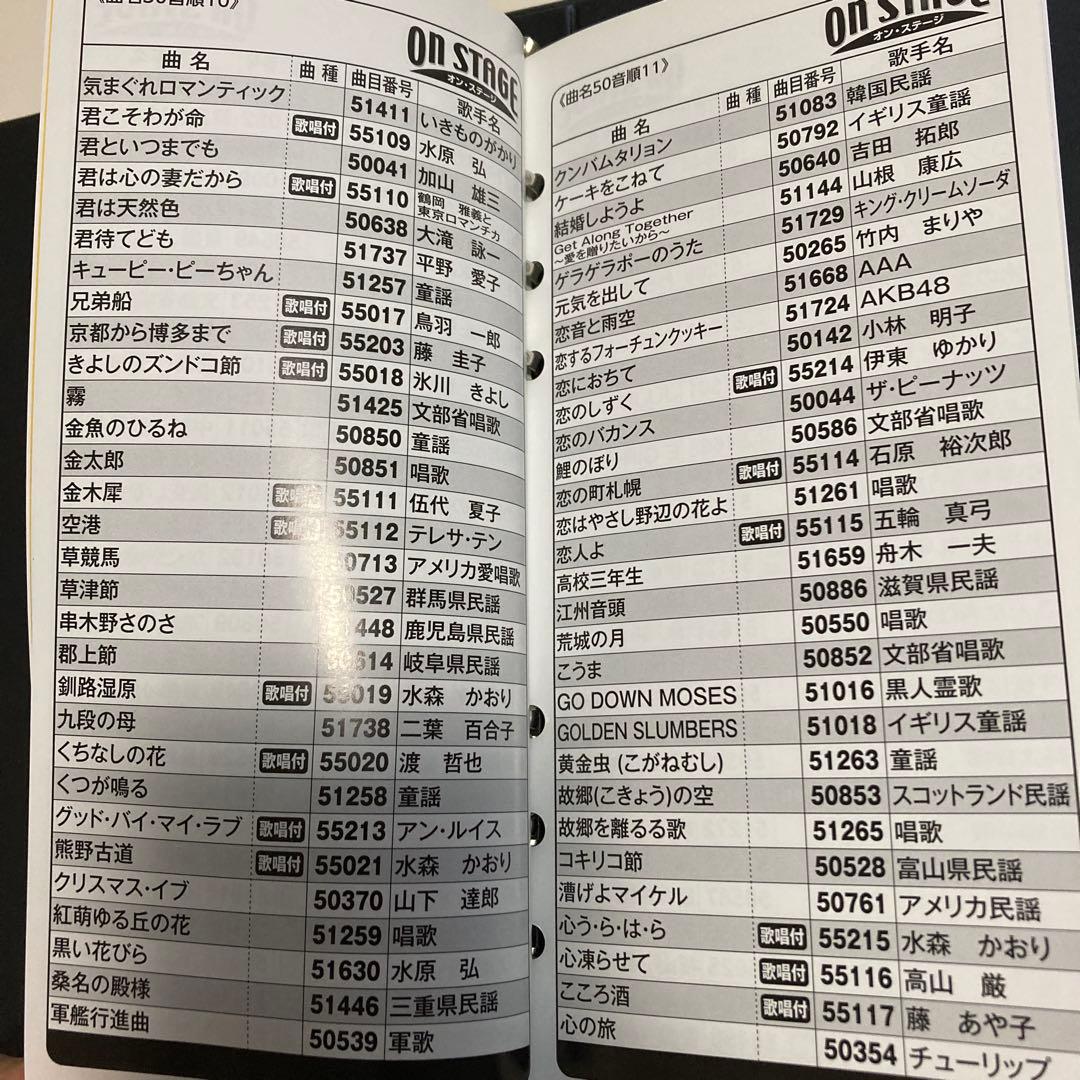 《曲名50音順10》
On STAGE
オン・ステージ
曲名 曲種 曲目番号 歌手名
気まぐれロマンティック 51411 いきものがかり
君こそわが命 歌唱付 55109 水原 弘
君といつまでも 50041 加山 雄三
君は心の妻だから 歌唱付 55110 鶴岡 雅義と東京ロマンチカ
君は天然色 50638 大滝 詠一
君待てども 51737 平野 愛子
キューピー・ピーちゃん 51257 童謡
兄弟船 歌唱付 55017 鳥羽 一郎
京都から博多まで 歌唱付 55203 藤 圭子
きよしのズンドコ節 歌唱付 55018 氷川 きよし
霧 51425 文部省唱歌
金魚のひるね 50850 童謡
金太郎 50851 唱歌
金木犀 歌唱付 55111 伍代 夏子
空港 歌唱付 55112 テレサ・テン
草競馬 50713 アメリカ愛唱歌
草津節 50527 群馬県民謡
串木野さのさ 鹿児島県民謡
郡上節 50614 岐阜県民謡
釧路湿原 歌唱付 55019 水森 かおり
九段の母 51738 二葉 百合子
くちなしの花 歌唱付 55020 渡 哲也
くつが鳴る 51258 童謡
グッド・バイ・マイ・ラブ 歌唱付 55213 アン・ルイス
熊野古道 歌唱付 55021 水森 かおり
クリスマス・イブ 50370 山下 達郎
紅萌ゆる丘の花 51259 唱歌
黒い花びら 51630 水原 弘
桑名の殿様 51446 三重県民謡
軍艦行進曲 50539 軍歌
《曲名50音順11》
On STAGE
オン・ステージ
曲名 曲種 曲目番号 歌手名
クンバムタリョン 51083 韓国民謡
ケーキをこねて 50792 イギリス童謡
結婚しようよ 50640 吉田 拓郎
Get Along Together ～愛を贈りたいから～ 51144 山根 康広
ゲラゲラポーのうた 51729 キング・クリームソーダ
元気を出して 50265 竹内 まりや
恋音と雨空 51668 AAA
恋するフォーチュンクッキー 51724 AKB48
恋におちて 50142 小林 明子
恋のしずく 歌唱付 55214 伊東 ゆかり
恋のバカンス 50044 ザ・ピーナッツ
鯉のぼり 50586 文部省唱歌
恋の町札幌 歌唱付 55114 石原 裕次郎
恋はやさし野辺の花よ 51261 唱歌
恋人よ 歌唱付 55115 五輪 真弓
高校三年生 51659 舟木 一夫
江州音頭 50886 滋賀県民謡
荒城の月 50550 唱歌
こうま 50852 文部省唱歌
GO DOWN MOSES 51016 黒人霊歌
GOLDEN SLUMBERS 51018 イギリス童謡
黄金虫(こがねむし) 51263 童謡
故郷(こきょう)の空 50853 スコットランド民謡
故郷を離るる歌 51265 唱歌
コキリコ節 50528 富山県民謡
漕げよマイケル 50761 アメリカ民謡
心う・ら・は・ら 歌唱付 55215 水森 かおり
心凍らせて 歌唱付 55116 高山 厳
こころ酒 歌唱付 55117 藤 あや子
心の旅 50354 チューリップ